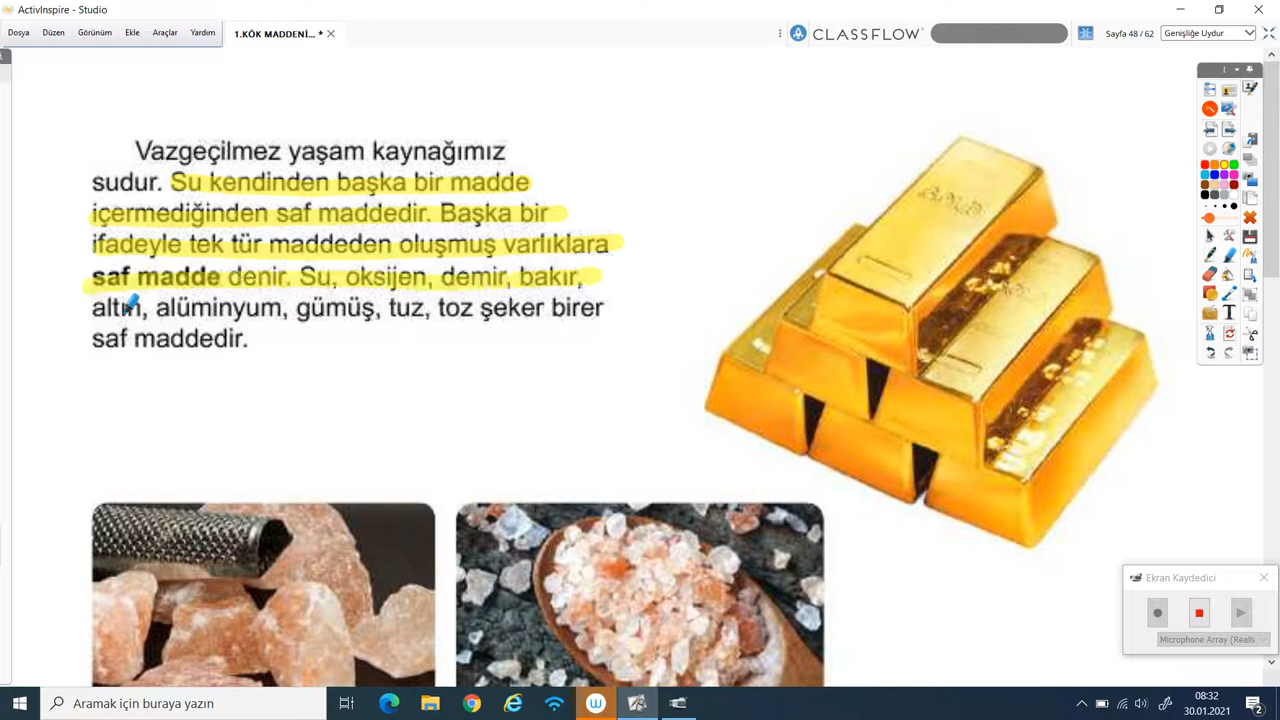 ActivInspire - Studio
Dosya Düzen Görünüm Ekle Araçlar Yardım
1.KÖK MADDENİ... *
CLASSFLOW
Sayfa 48 / 62
Genişliğe Uydur
Vazgeçilmez yaşam kaynağımız
sudur. Su kendinden başka bir madde
içermediğinden saf maddedir. Başka bir
ifadeyle tek tür maddeden oluşmuş varlıklara
saf madde denir. Su, oksijen, demir, bakır,
altın, alüminyum, gümüş, tuz, toz şeker birer
saf maddedir.
Ekran Kaydedici
Microphone Array (Realte
Aramak için buraya yazın
08:32
30.01.2021
2